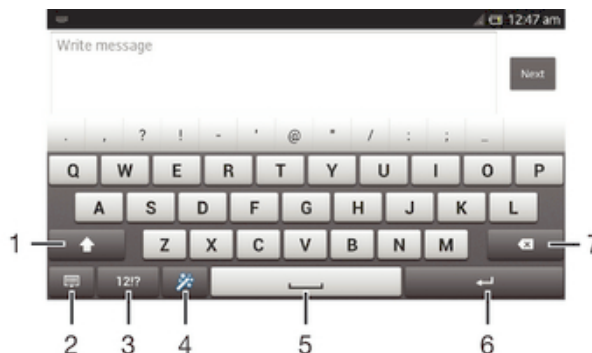 12:47 am
Write message
Next
. , ? ! - ' @ " / : ; _
Q W E R T Y U I O P
A S D F G H J K L
1 Z X C V B N M 7
12!?
2 3 4 5 6